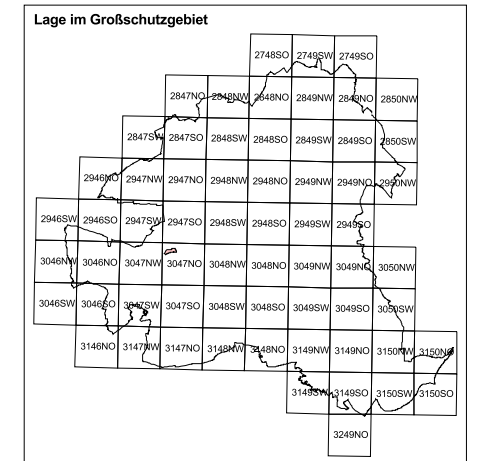 Lage im Großschutzgebiet
2748SO 2749SW 2749SO
2847NO 2848NW 2848NO 2849NW 2849NO 2850NW
2847SW 2847SO 2848SW 2848SO 2849SW 2849SO 2850SW
2946NO 2947NW 2947NO 2948NW 2948NO 2949NW 2949NO 2950NW
2946SW 2946SO 2947SW 2947SO 2948SW 2948SO 2949SW 2949SO
3046NW 3046NO 3047NW 3047NO 3048NW 3048NO 3049NW 3049NO 3050NW
3046SW 3046SO 3047SW 3047SO 3048SW 3048SO 3049SW 3049SO 3050SW
3146NO 3147NW 3147NO 3148NW 3148NO 3149NW 3149NO 3150NW 3150NO
3149SW 3149SO 3150SW 3150SO
3249NO